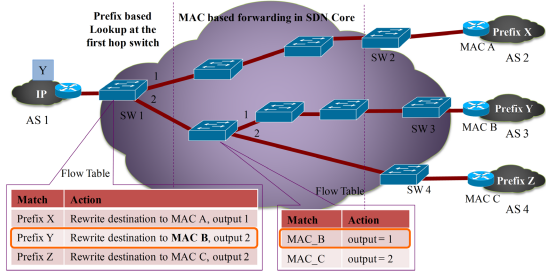 Prefix based
Lookup at the
first hop switch
MAC based forwarding in SDN Core
Y
IP
AS 1
SW 1
1
2
SW 2
MAC A
Prefix X
AS 2
1
2
SW 3
MAC B
Prefix Y
AS 3
SW 4
MAC C
Prefix Z
AS 4
Flow Table
Match Action
Prefix X Rewrite destination to MAC A, output 1
Prefix Y Rewrite destination to MAC B, output 2
Prefix Z Rewrite destination to MAC C, output 2
Flow Table
Match Action
MAC_B output = 1
MAC_C output = 2